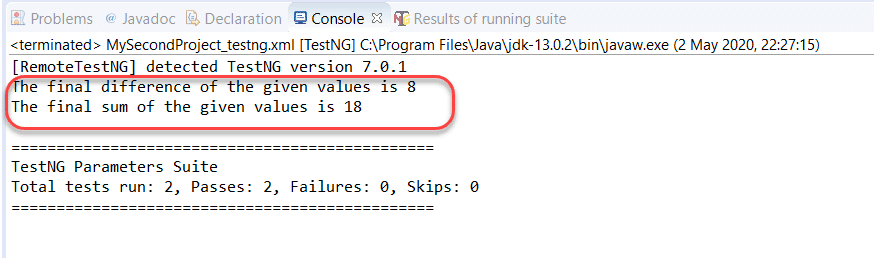 Problems @ Javadoc Declaration Console Results of running suite
<terminated> MySecondProject_testng.xml [TestNG] C:\Program Files\Java\jdk-13.0.2\bin\javaw.exe (2 May 2020, 22:27:15)
[RemoteTestNG] detected TestNG version 7.0.1
The final difference of the given values is 8
The final sum of the given values is 18
===============================================
TestNG Parameters Suite
Total tests run: 2, Passes: 2, Failures: 0, Skips: 0
===============================================